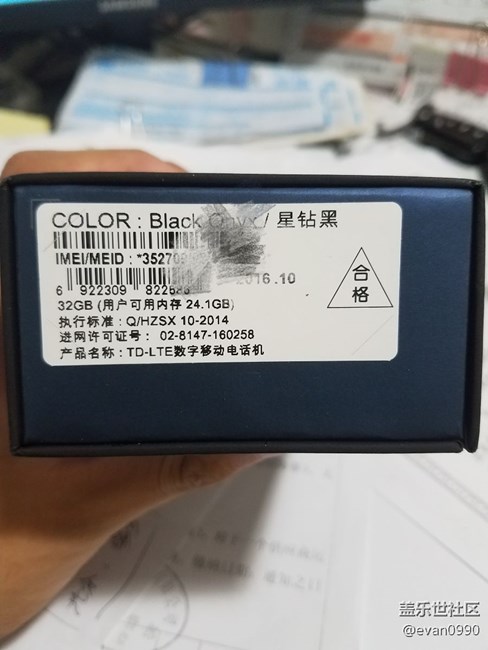 COLOR : Black Onyx / 星钻黑
IMEI/MEID : *35270
2016.10
6 922309 8225
32GB (用户可用内存 24.1GB)
执行标准 : Q/HZSX 10-2014
进网许可证号 : 02-8147-160258
产品名称 : TD-LTE数字移动电话机
合格
盖乐世社区
@evan0990